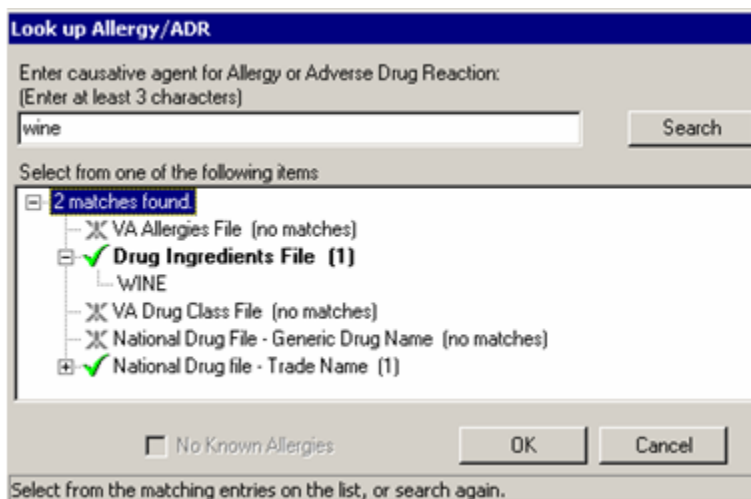 Look up Allergy/ADR
Enter causative agent for Allergy or Adverse Drug Reaction:
(Enter at least 3 characters)
wine
Search
Select from one of the following items
2 matches found.
VA Allergies File (no matches)
Drug Ingredients File (1)
WINE
VA Drug Class File (no matches)
National Drug File - Generic Drug Name (no matches)
National Drug file - Trade Name (1)
No Known Allergies
OK
Cancel
Select from the matching entries on the list, or search again.